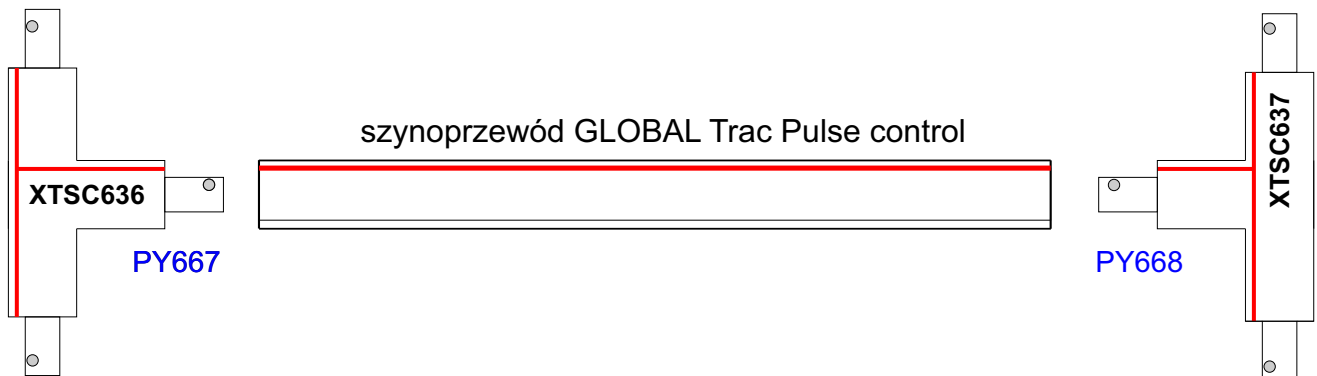 szynoprzewód GLOBAL Trac Pulse control
XTSC636
XTSC637
PY667
PY668